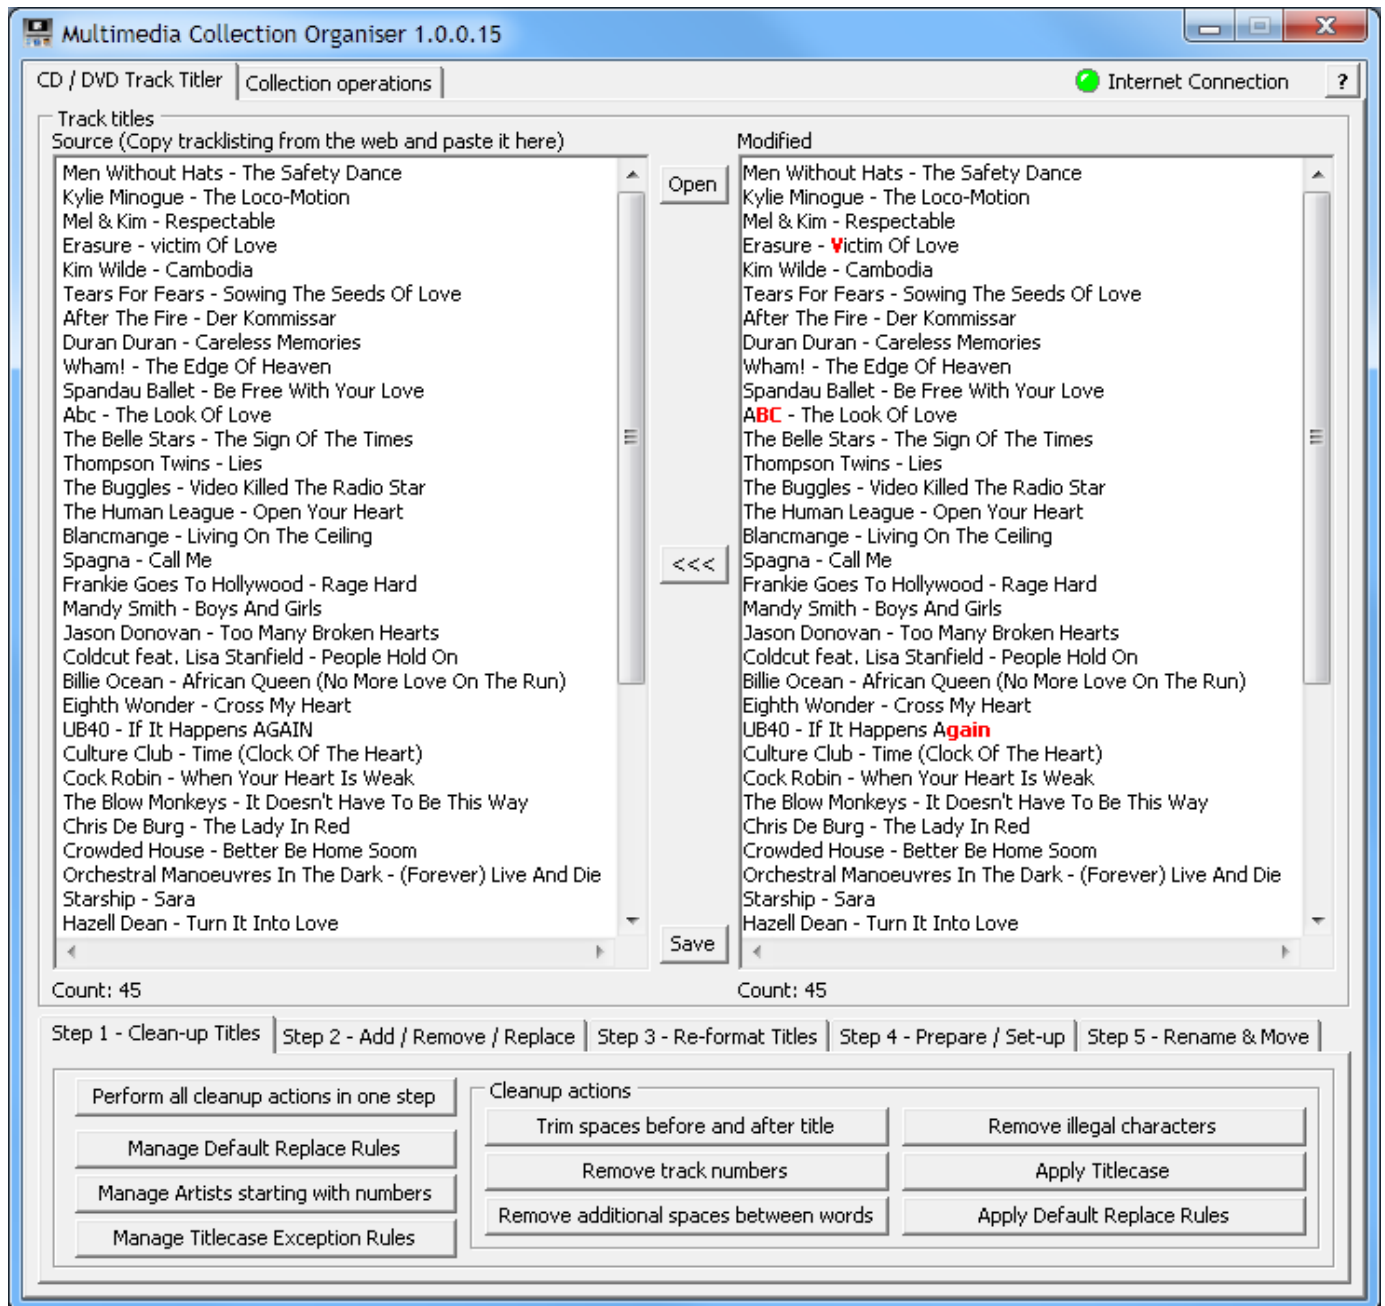 Multimedia Collection Organiser 1.0.0.15
CD / DVD Track Titler
Collection operations
Internet Connection
?
Track titles
Source (Copy tracklisting from the web and paste it here)
Men Without Hats - The Safety Dance
Kylie Minogue - The Loco-Motion
Mel & Kim - Respectable
Erasure - victim Of Love
Kim Wilde - Cambodia
Tears For Fears - Sowing The Seeds Of Love
After The Fire - Der Kommissar
Duran Duran - Careless Memories
Wham! - The Edge Of Heaven
Spandau Ballet - Be Free With Your Love
Abc - The Look Of Love
The Belle Stars - The Sign Of The Times
Thompson Twins - Lies
The Buggles - Video Killed The Radio Star
The Human League - Open Your Heart
Blancmange - Living On The Ceiling
Spagna - Call Me
Frankie Goes To Hollywood - Rage Hard
Mandy Smith - Boys And Girls
Jason Donovan - Too Many Broken Hearts
Coldcut feat. Lisa Stanfield - People Hold On
Billie Ocean - African Queen (No More Love On The Run)
Eighth Wonder - Cross My Heart
UB40 - If It Happens AGAIN
Culture Club - Time (Clock Of The Heart)
Cock Robin - When Your Heart Is Weak
The Blow Monkeys - It Doesn't Have To Be This Way
Chris De Burg - The Lady In Red
Crowded House - Better Be Home Soom
Orchestral Manoeuvres In The Dark - (Forever) Live And Die
Starship - Sara
Hazell Dean - Turn It Into Love
Count: 45
Open
<<<
Save
Modified
Men Without Hats - The Safety Dance
Kylie Minogue - The Loco-Motion
Mel & Kim - Respectable
Erasure - Victim Of Love
Kim Wilde - Cambodia
Tears For Fears - Sowing The Seeds Of Love
After The Fire - Der Kommissar
Duran Duran - Careless Memories
Wham! - The Edge Of Heaven
Spandau Ballet - Be Free With Your Love
ABC - The Look Of Love
The Belle Stars - The Sign Of The Times
Thompson Twins - Lies
The Buggles - Video Killed The Radio Star
The Human League - Open Your Heart
Blancmange - Living On The Ceiling
Spagna - Call Me
Frankie Goes To Hollywood - Rage Hard
Mandy Smith - Boys And Girls
Jason Donovan - Too Many Broken Hearts
Coldcut feat. Lisa Stanfield - People Hold On
Billie Ocean - African Queen (No More Love On The Run)
Eighth Wonder - Cross My Heart
UB40 - If It Happens Again
Culture Club - Time (Clock Of The Heart)
Cock Robin - When Your Heart Is Weak
The Blow Monkeys - It Doesn't Have To Be This Way
Chris De Burg - The Lady In Red
Crowded House - Better Be Home Soom
Orchestral Manoeuvres In The Dark - (Forever) Live And Die
Starship - Sara
Hazell Dean - Turn It Into Love
Count: 45
Step 1 - Clean-up Titles
Step 2 - Add / Remove / Replace
Step 3 - Re-format Titles
Step 4 - Prepare / Set-up
Step 5 - Rename & Move
Perform all cleanup actions in one step
Manage Default Replace Rules
Manage Artists starting with numbers
Manage Titlecase Exception Rules
Cleanup actions
Trim spaces before and after title
Remove track numbers
Remove additional spaces between words
Remove illegal characters
Apply Titlecase
Apply Default Replace Rules